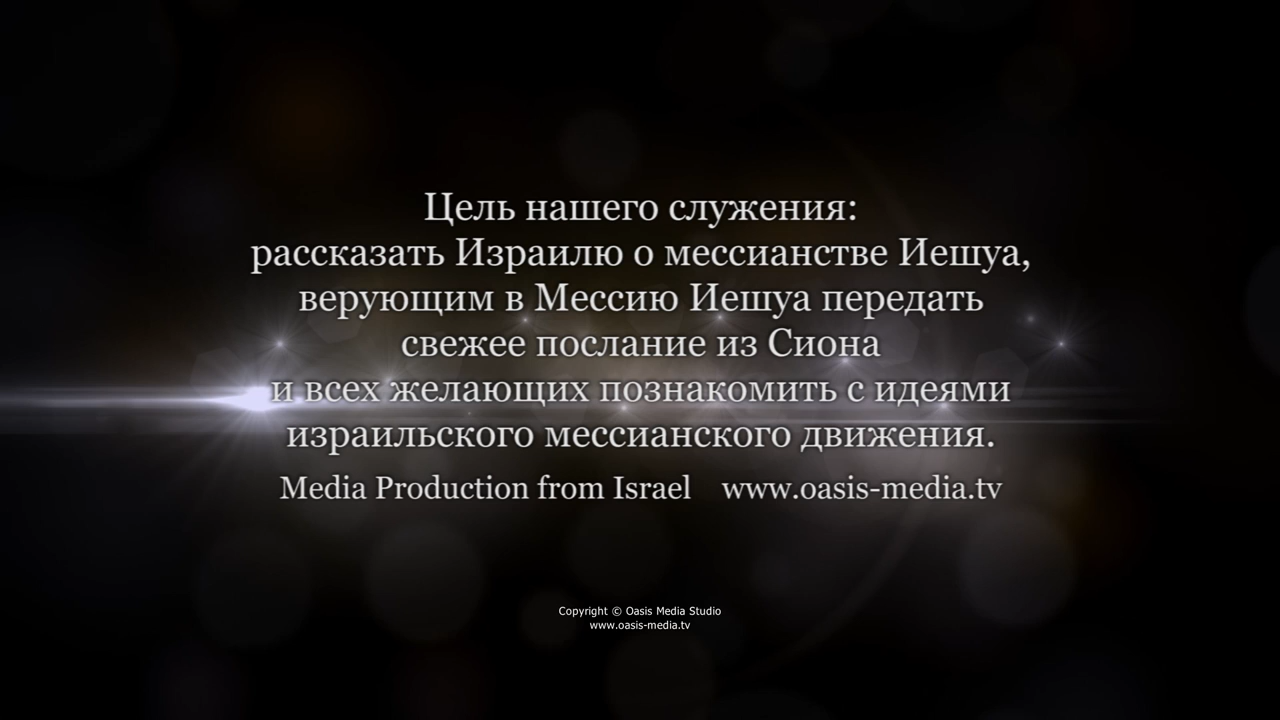 Цель нашего служения:
рассказать Израилю о мессианстве Иешуа,
верующим в Мессию Иешуа передать
свежее послание из Сиона
и всех желающих познакомить с идеями
израильского мессианского движения.
Media Production from Israel www.oasis-media.tv
Copyright © Oasis Media Studio
www.oasis-media.tv